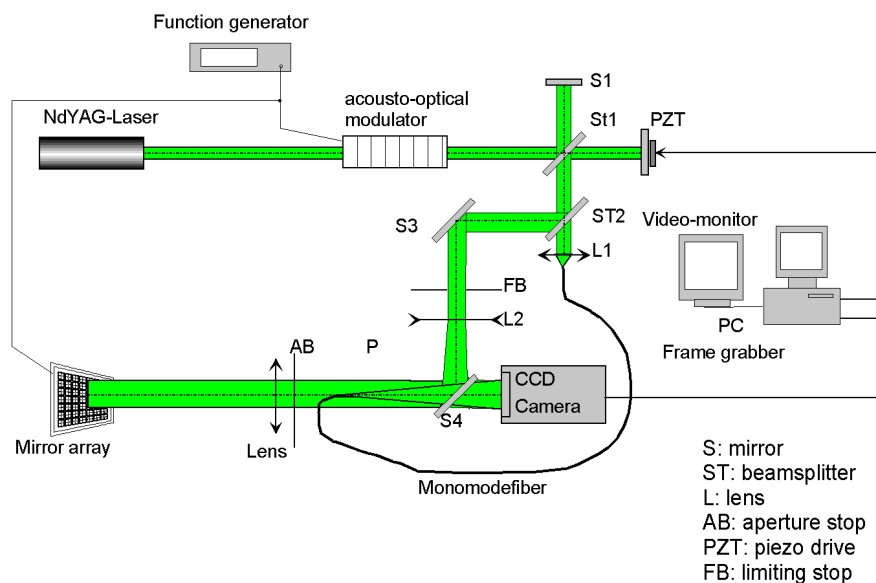 Function generator
NdYAG-Laser
acousto-optical
modulator
S1
St1
PZT
S3
ST2
L1
Video-monitor
FB
L2
PC
Frame grabber
AB
P
CCD
Camera
S4
Mirror array
Lens
Monomodefiber
S: mirror
ST: beamsplitter
L: lens
AB: aperture stop
PZT: piezo drive
FB: limiting stop